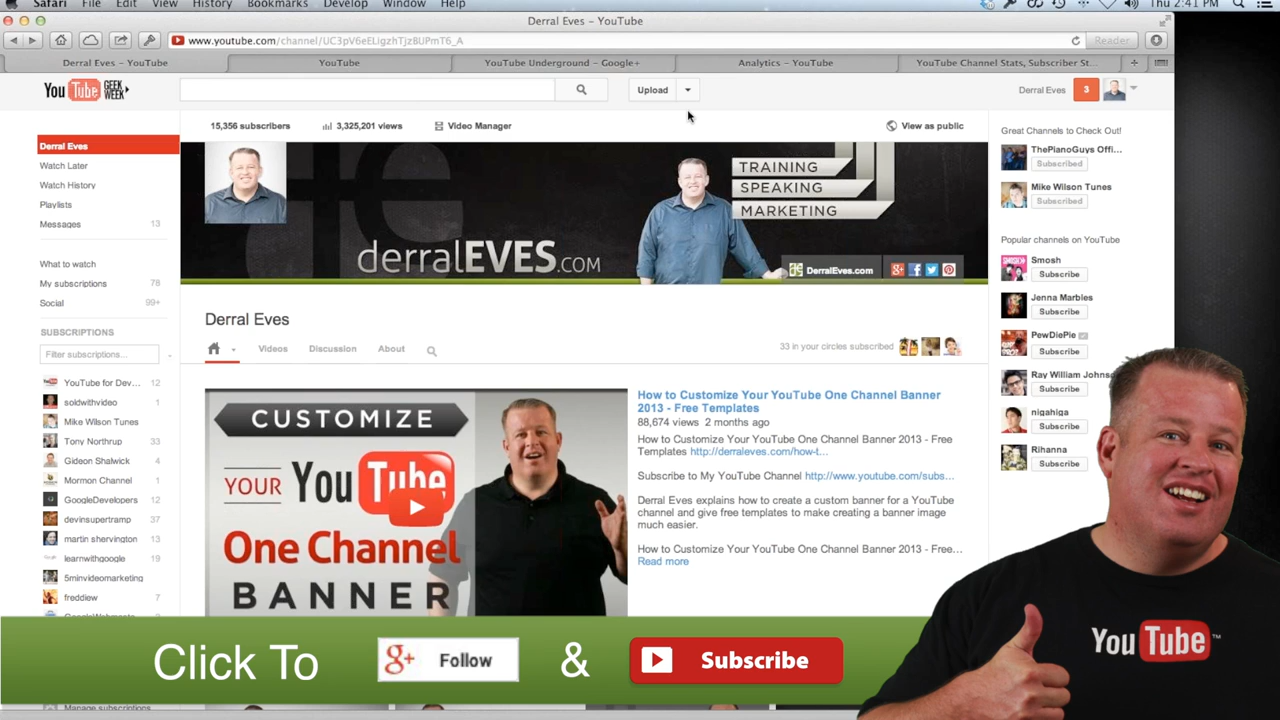 Safari File Edit View History Bookmarks Develop Window Help
Thu 2:41 PM
Derral Eves – YouTube
www.youtube.com/channel/UC3pV6eELigzhTjzBUPmT6_A
Reader
Derral Eves – YouTube
YouTube
YouTube Underground – Google+
Analytics – YouTube
YouTube Channel Stats, Subscriber St...
YouTube GEEK WEEK
Upload
Derral Eves
3
15,356 subscribers
3,325,201 views
Video Manager
View as public
Derral Eves
Watch Later
Watch History
Playlists
Messages 13
What to watch
My subscriptions 78
Social 99+
SUBSCRIPTIONS
Filter subscriptions...
YouTube for Dev... 12
soldwithvideo 1
Mike Wilson Tunes
Tony Northrup 33
Gideon Shalwick 4
Mormon Channel 1
GoogleDevelopers 2
devinsupertramp 37
martin shervington 13
learnwithgoogle 19
5minvideomarketing
freddiew 7
Manage subscriptions
TRAINING
SPEAKING
MARKETING
derralEVES.COM
DerralEves.com
Derral Eves
Videos
Discussion
About
33 in your circles subscribed
CUSTOMIZE
YOUR YouTube
One Channel
BANNER
How to Customize Your YouTube One Channel Banner
2013 - Free Templates
88,674 views 2 months ago
How to Customize Your YouTube One Channel Banner 2013 - Free
Templates http://derraleves.com/how-t...
Subscribe to My YouTube Channel http://www.youtube.com/subs...
Derral Eves explains how to create a custom banner for a YouTube
channel and give free templates to make creating a banner image
much easier.
How to Customize Your YouTube One Channel Banner 2013 - Free...
Read more
Great Channels to Check Out!
ThePianoGuys Offi...
Subscribed
Mike Wilson Tunes
Subscribed
Popular channels on YouTube
Smosh
Subscribe
Jenna Marbles
Subscribe
PewDiePie
Subscribe
Ray William Johns
Subscribe
nigahiga
Subscribe
Rihanna
Subscribe
Click To
g+ Follow
&
Subscribe
YouTube™